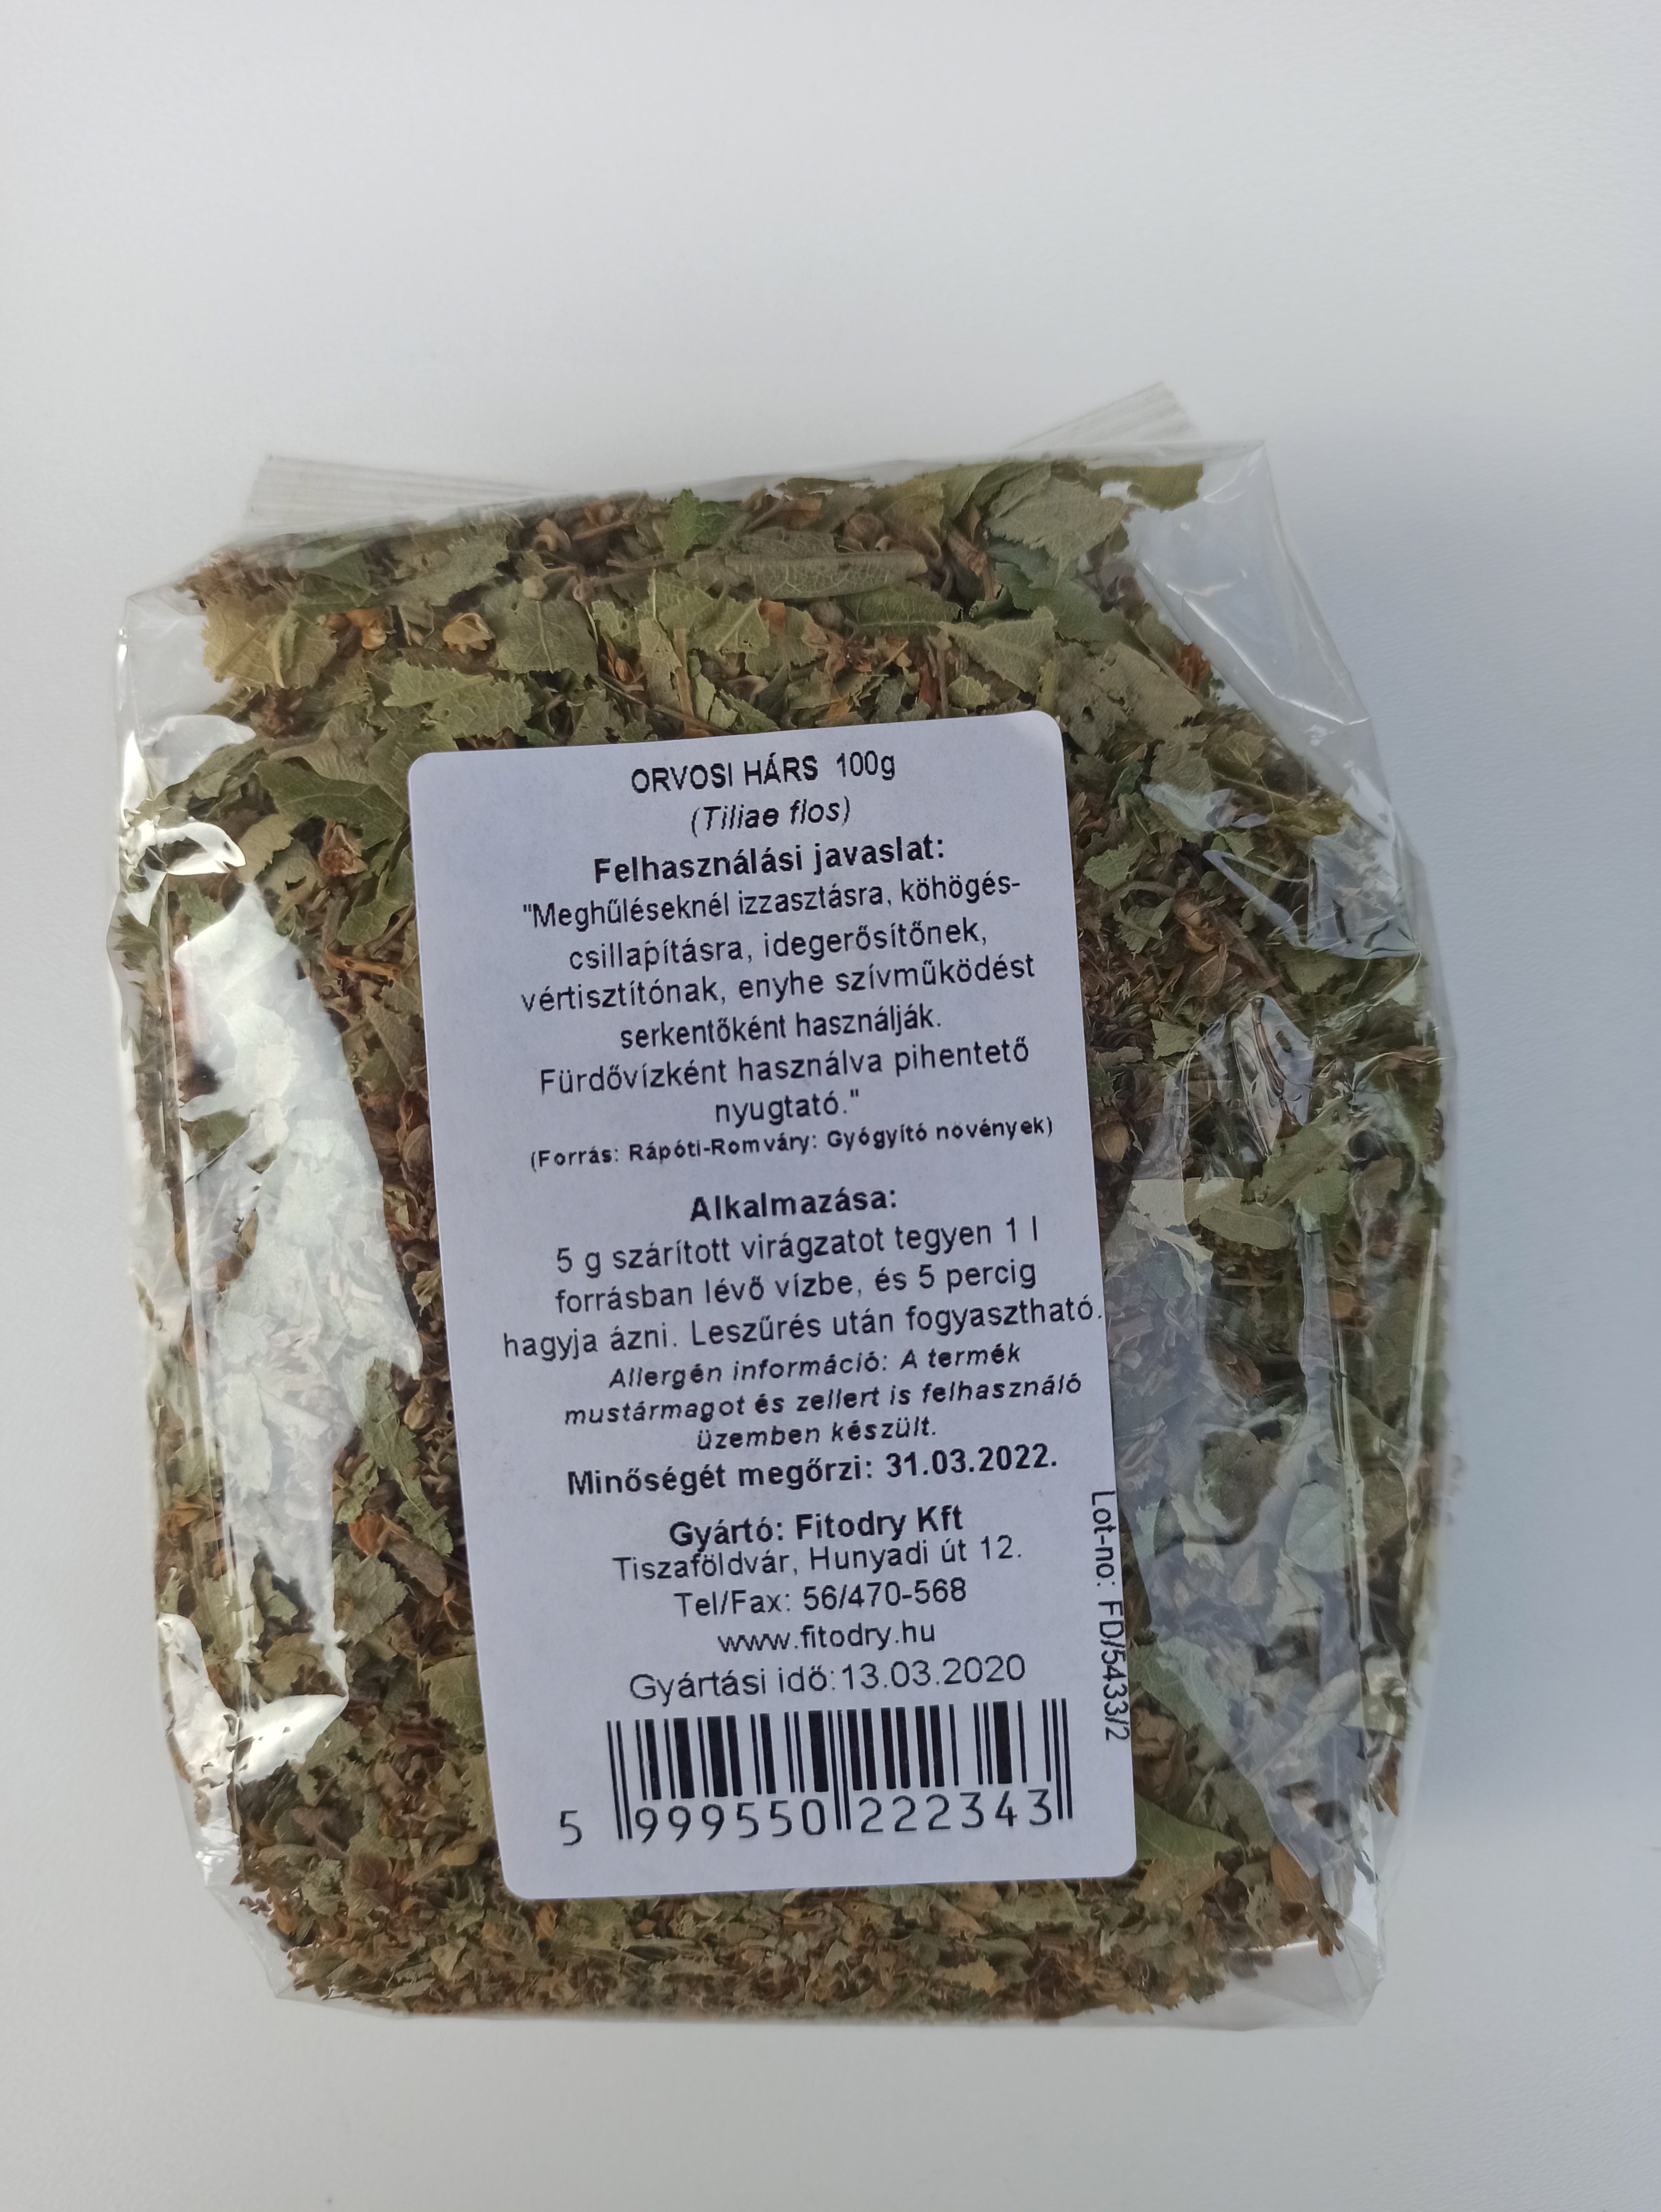 ORVOSI HÁRS 100g
(Tiliae flos)
Felhasználási javaslat:
"Meghűléseknél izzasztásra, köhögés-
csillapításra, idegerősítőnek,
vértisztítónak, enyhe szívműködést
serkentőként használják.
Fürdővízként használva pihentető
nyugtató."
(Forrás: Rápóti-Romváry: Gyógyító növények)
Alkalmazása:
5 g szárított virágzatot tegyen 1 l
forrásban lévő vízbe, és 5 percig
hagyja ázni. Leszűrés után fogyasztható.
Allergén információ: A termék
mustármagot és zellert is felhasználó
üzemben készült.
Minőségét megőrzi: 31.03.2022.
Gyártó: Fitodry Kft
Tiszaföldvár, Hunyadi út 12.
Tel/Fax: 56/470-568
www.fitodry.hu
Gyártási idő:13.03.2020
5 999550 222343
Lot-no: FD/5433/2